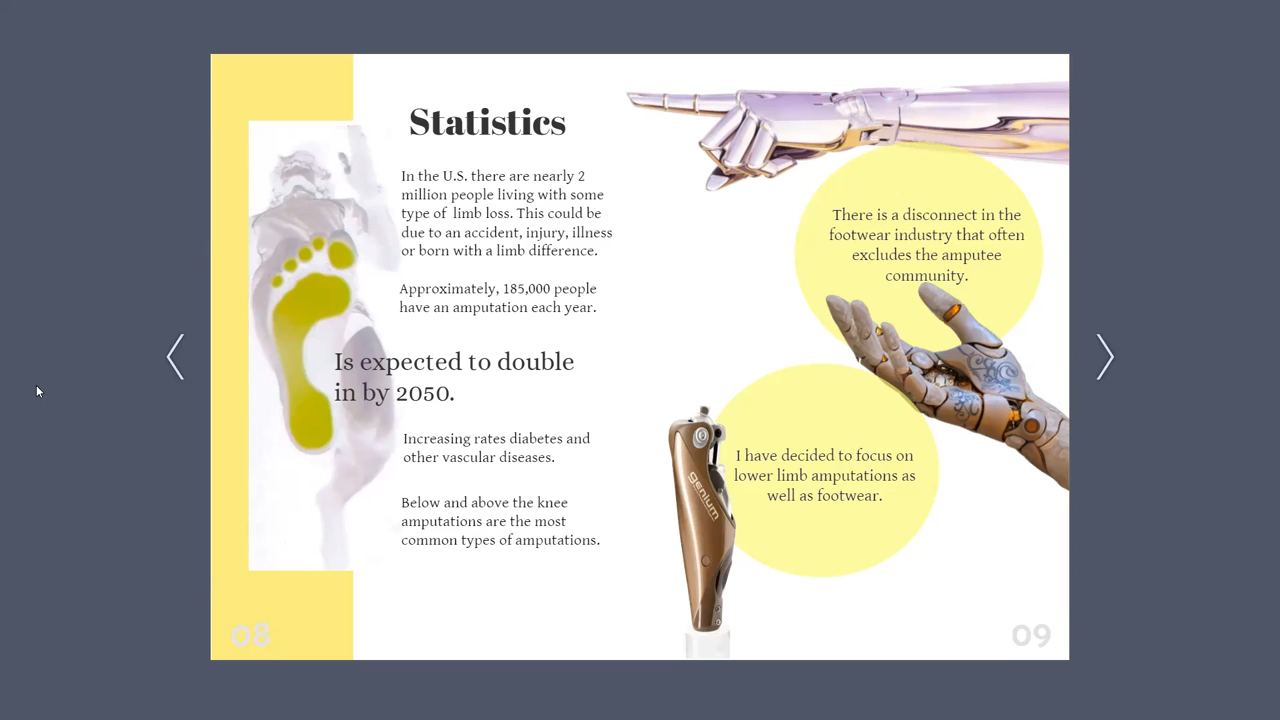 Statistics
In the U.S. there are nearly 2
million people living with some
type of limb loss. This could be
due to an accident, injury, illness
or born with a limb difference.
Approximately, 185,000 people
have an amputation each year.
Is expected to double
in by 2050.
Increasing rates diabetes and
other vascular diseases.
Below and above the knee
amputations are the most
common types of amputations.
08
There is a disconnect in the
footwear industry that often
excludes the amputee
community.
I have decided to focus on
lower limb amputations as
well as footwear.
genium
09